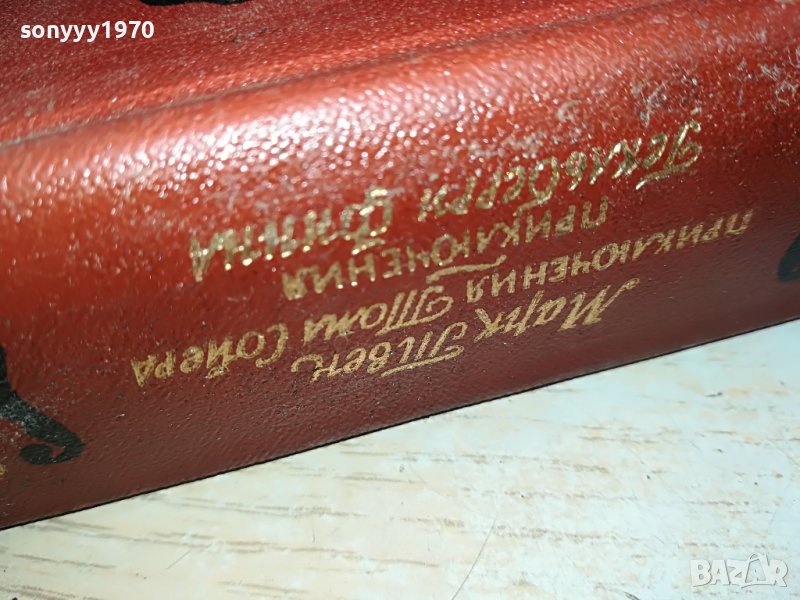 sonyyy1970
Марк Твен
ПРИКЛЮЧЕНИЯ Тома Сойера
ПРИКЛЮЧЕНИЯ
Гекльберри Финна
BAZAR